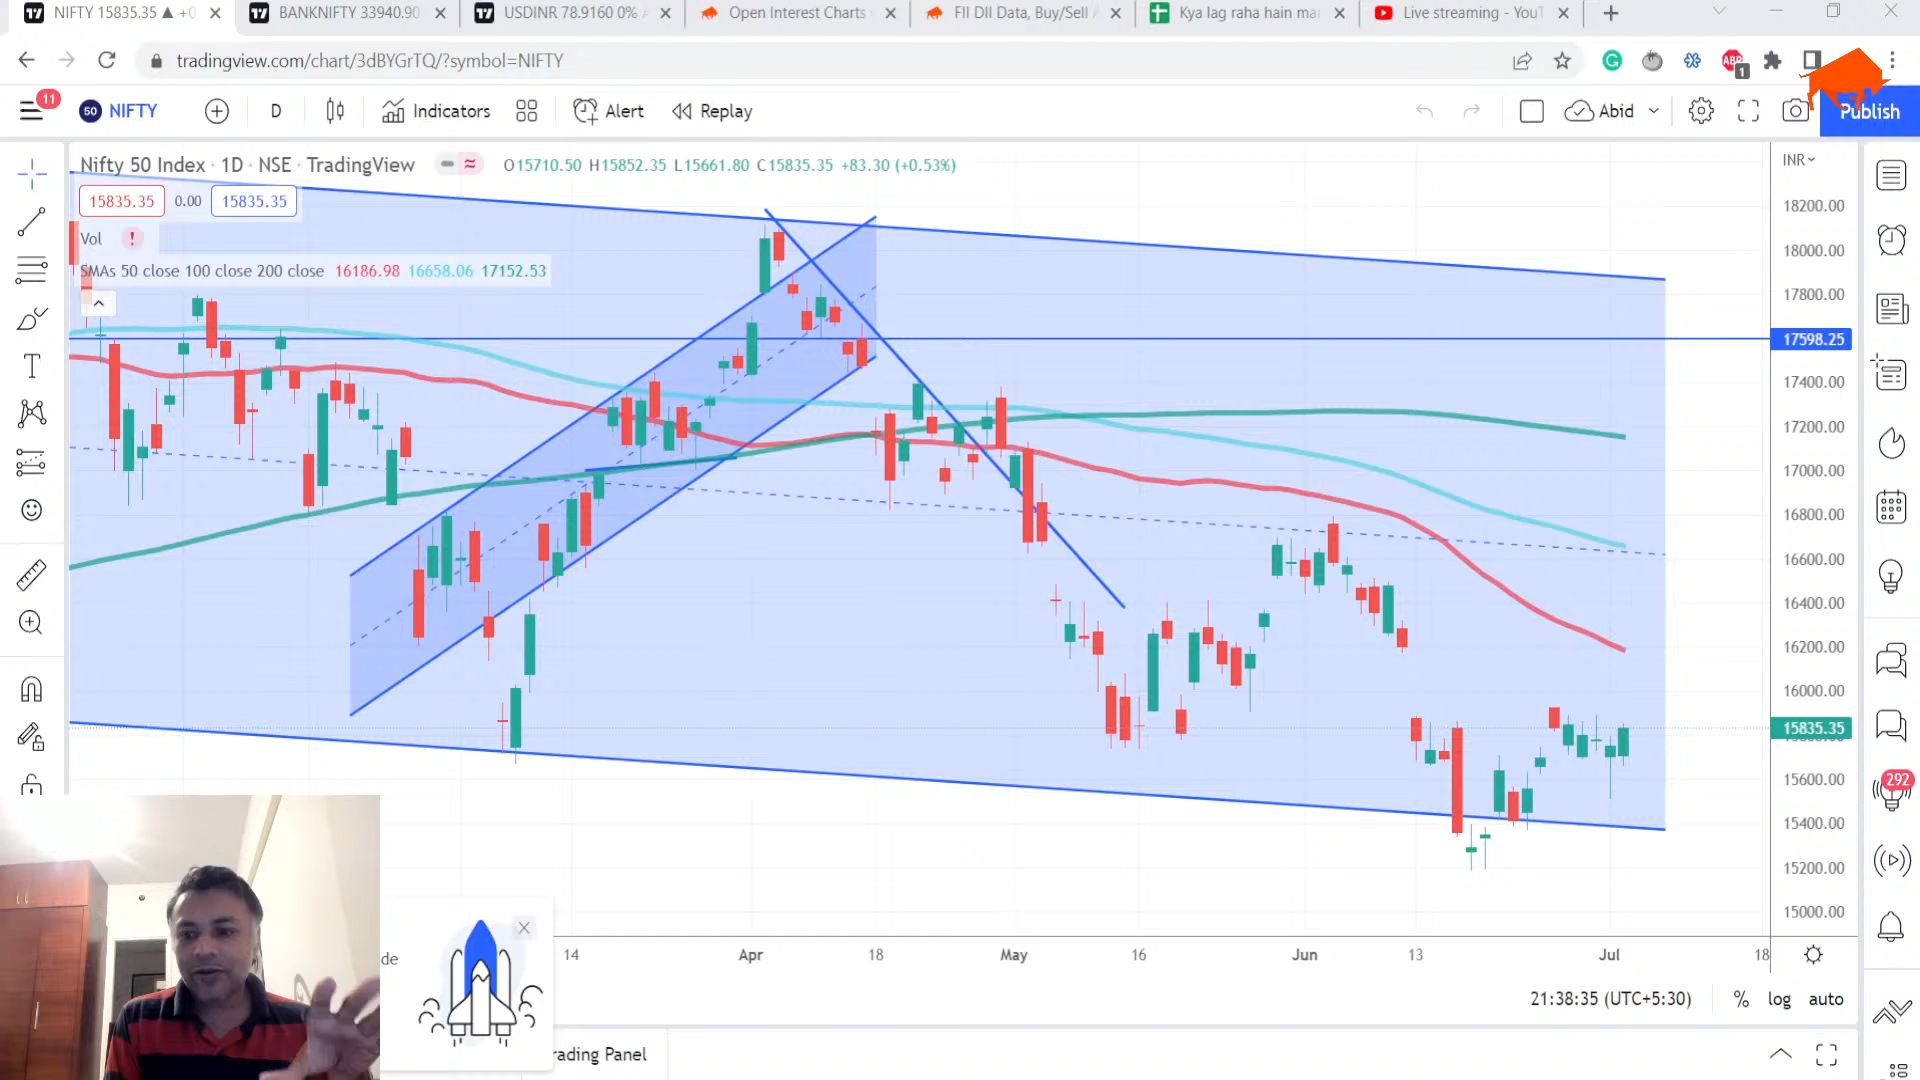 NIFTY 15835.35 ▲ +0
BANKNIFTY 33940.90
USDINR 78.9160 0%
Open Interest Charts
FII DII Data, Buy/Sell
Kya lag raha hain ma
Live streaming - YouT
tradingview.com/chart/3dBYGrTQ/?symbol=NIFTY
ABP
1
11
50 NIFTY
D
Indicators
Alert
Replay
Abid
Publish
Nifty 50 Index · 1D · NSE · TradingView
O15710.50 H15852.35 L15661.80 C15835.35 +83.30 (+0.53%)
INR
15835.35 0.00 15835.35
Vol !
SMAs 50 close 100 close 200 close 16186.98 16658.06 17152.53
18200.00
18000.00
17800.00
17598.25
17400.00
17200.00
17000.00
16800.00
16600.00
16400.00
16200.00
16000.00
15835.35
15600.00
15400.00
15200.00
15000.00
292
14 Apr 18 May 16 Jun 13 Jul 18
de
21:38:35 (UTC+5:30) % log auto
rading Panel